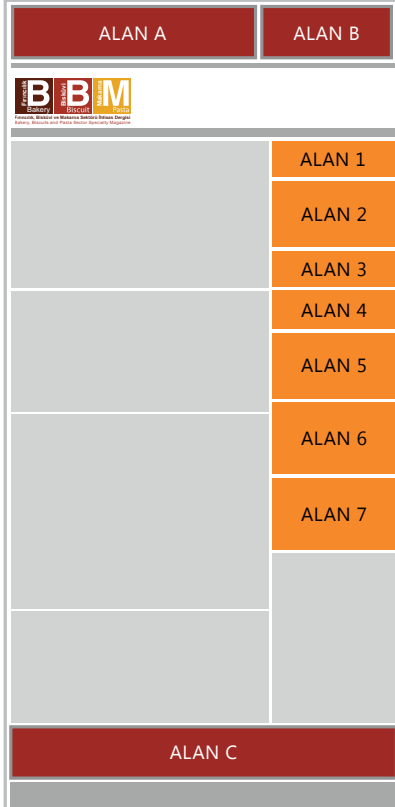 ALAN A
ALAN B
Fırıncılık
B
Bakery
Bisküvi
B
Biscuit
Makarna
M
Pasta
Fırıncılık, Bisküvi ve Makarna Sektörü İhtisas Dergisi
Bakery, Biscuits and Pasta Sector Specialty Magazine
ALAN 1
ALAN 2
ALAN 3
ALAN 4
ALAN 5
ALAN 6
ALAN 7
ALAN C